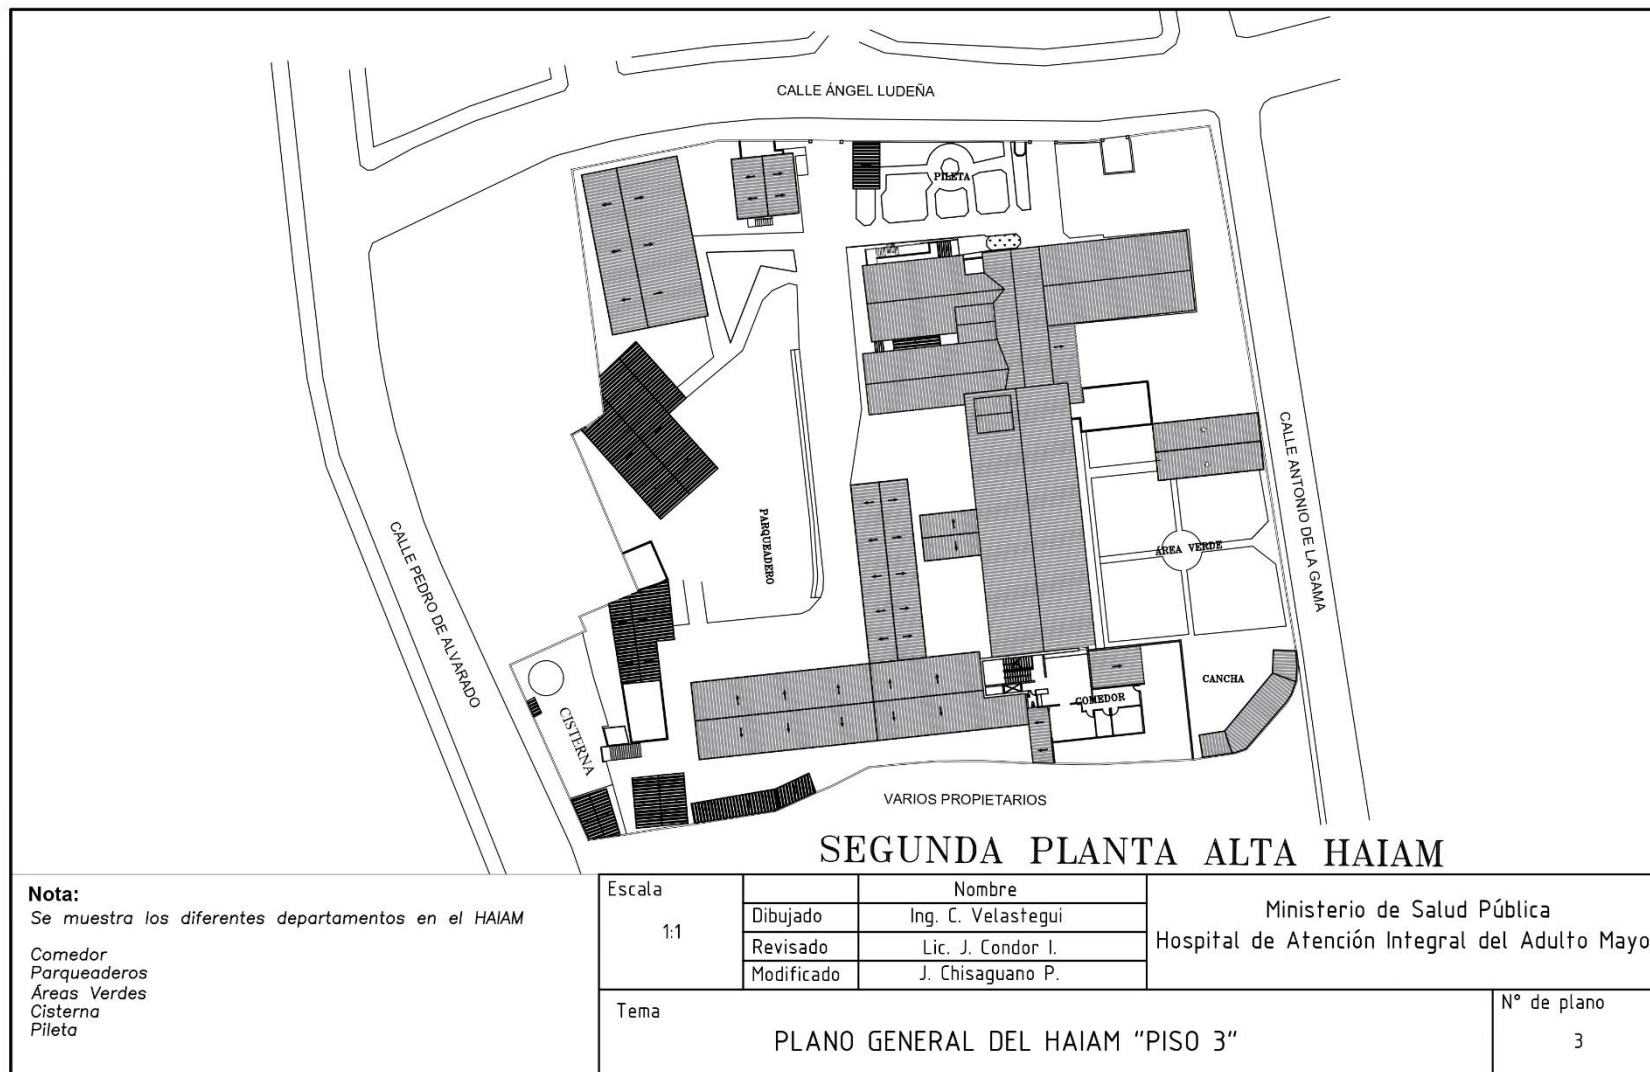 CALLE ÁNGEL LUDEÑA
PILETA
CALLE ANTONIO DE LA GAMA
PARQUEADERO
ÁREA VERDE
CALLE PEDRO DE ALVARADO
CANCHA
COMEDOR
CISTERNA
VARIOS PROPIETARIOS
SEGUNDA PLANTA ALTA HAIAM
Nota:
Se muestra los diferentes departamentos en el HAIAM
Comedor
Parqueaderos
Áreas Verdes
Cisterna
Pileta
Escala
1:1
Nombre
Dibujado Ing. C. Velastegui
Revisado Lic. J. Condor I.
Modificado J. Chisaguano P.
Ministerio de Salud Pública
Hospital de Atención Integral del Adulto Mayo
Tema
PLANO GENERAL DEL HAIAM "PISO 3"
N° de plano
3